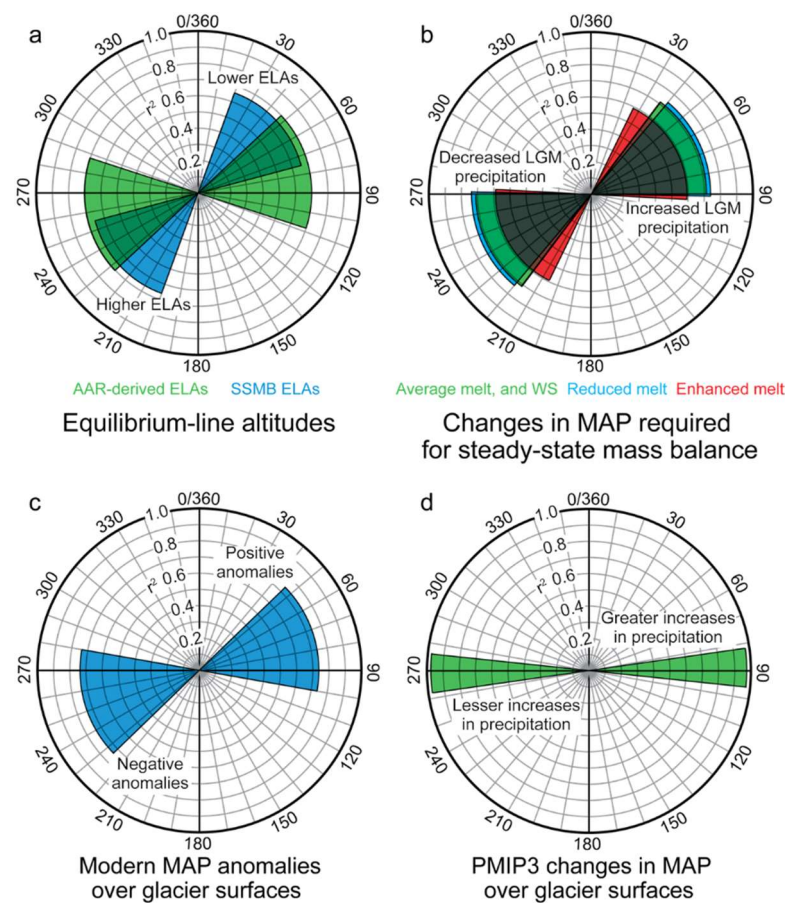 a
0/360
30
60
90
120
150
180
210
240
270
300
330
1.0
0.8
r² 0.6
0.4
0.2
Lower ELAs
Higher ELAs
AAR-derived ELAs SSMB ELAs
Equilibrium-line altitudes
b
0/360
30
60
90
120
150
180
210
240
270
300
330
1.0
0.8
r² 0.6
0.4
0.2
Decreased LGM
precipitation
Increased LGM
precipitation
Average melt, and WS Reduced melt Enhanced melt
Changes in MAP required
for steady-state mass balance
c
0/360
30
60
90
120
150
180
210
240
270
300
330
1.0
0.8
r² 0.6
0.4
0.2
Positive
anomalies
Negative
anomalies
Modern MAP anomalies
over glacier surfaces
d
0/360
30
60
90
120
150
180
210
240
270
300
330
1.0
0.8
r² 0.6
0.4
0.2
Greater increases
in precipitation
Lesser increases
in precipitation
PMIP3 changes in MAP
over glacier surfaces